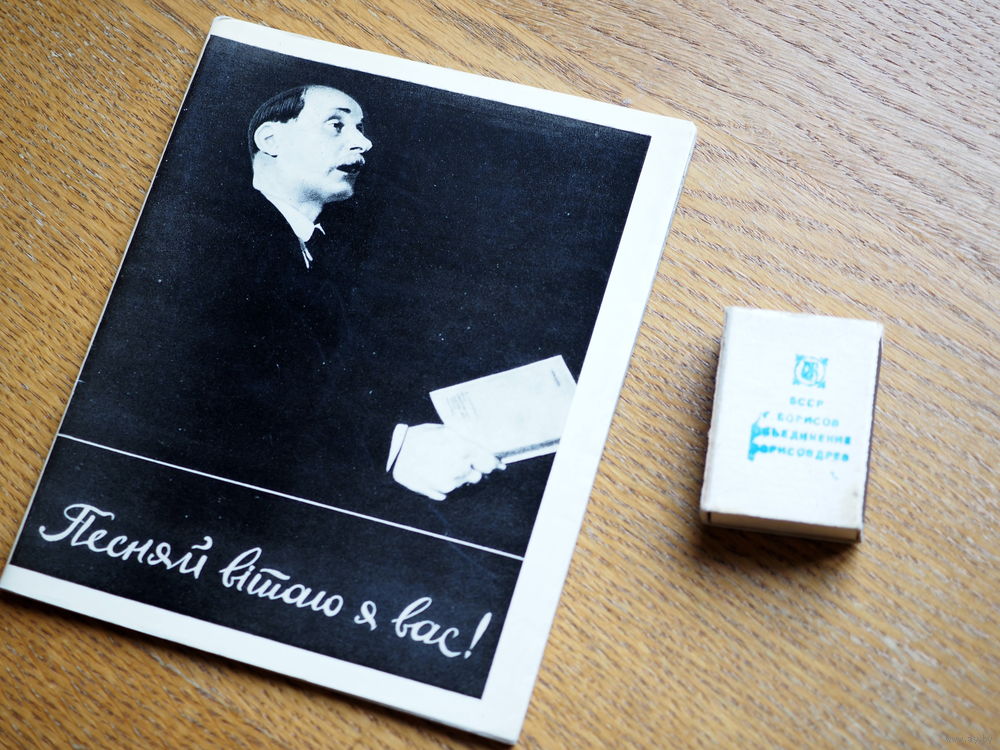 Песняй вітаю я вас!
БССР
г. БОРИСОВ
ОБЪЕДИНЕНИЕ
БОРИСОВДРЕВ